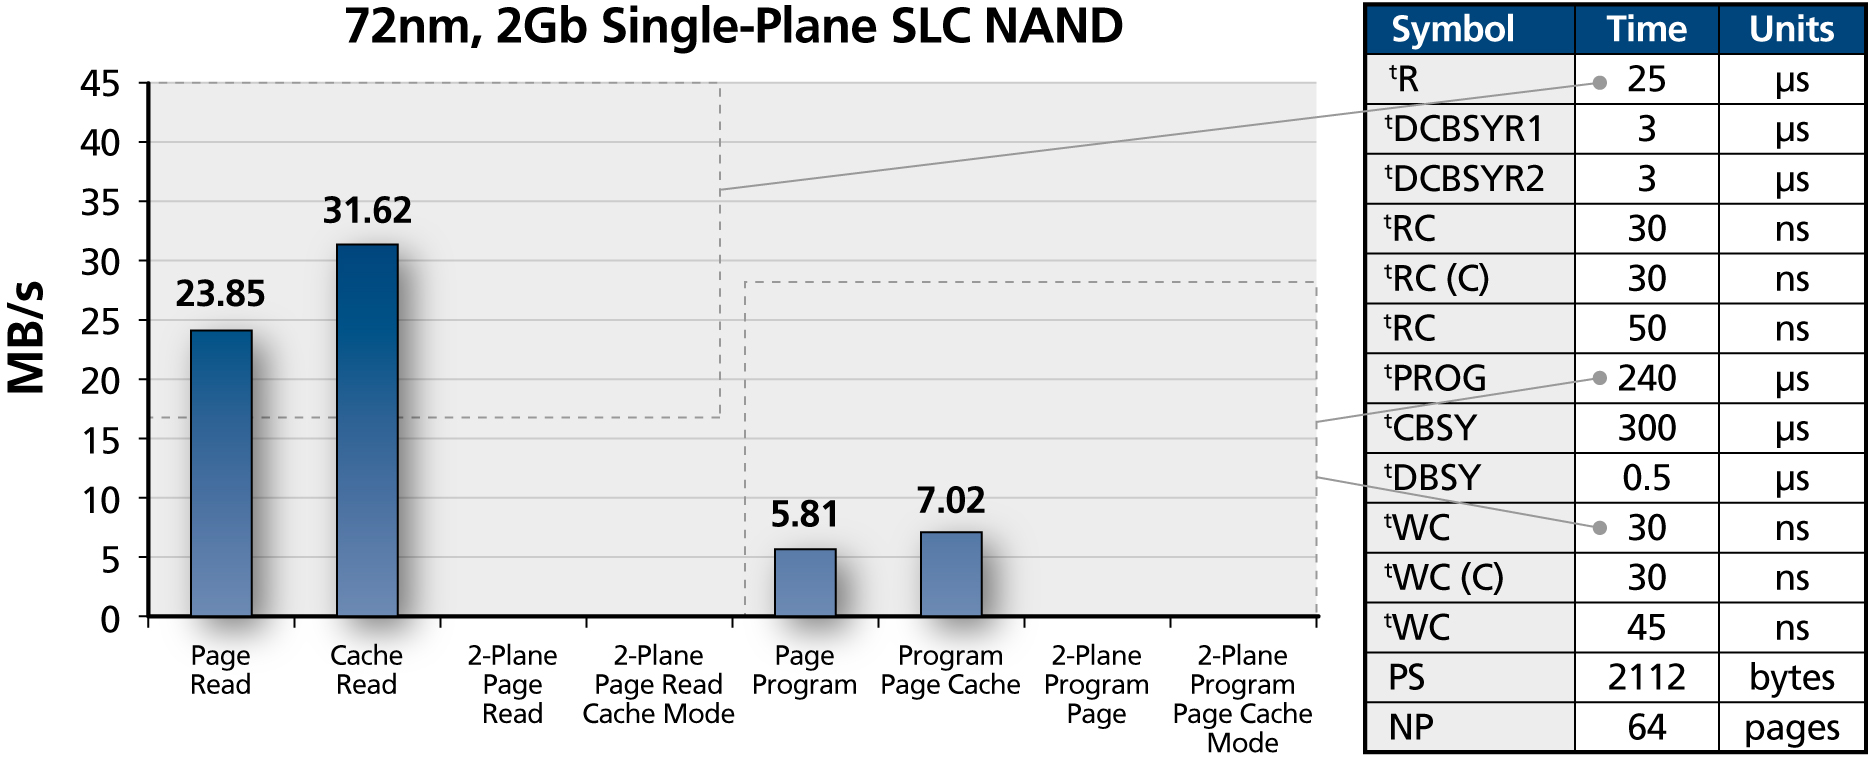 72nm, 2Gb Single-Plane SLC NAND
MB/s
45
40
35
30
25
20
15
10
5
0
23.85
31.62
5.81
7.02
Page
Read
Cache
Read
2-Plane
Page
Read
2-Plane
Page Read
Cache Mode
Page
Program
Program
Page Cache
2-Plane
Program
Page
2-Plane
Program
Page Cache
Mode
Symbol Time Units
tR 25 µs
tDCBSYR1 3 µs
tDCBSYR2 3 µs
tRC 30 ns
tRC (C) 30 ns
tRC 50 ns
tPROG 240 µs
tCBSY 300 µs
tDBSY 0.5 µs
tWC 30 ns
tWC (C) 30 ns
tWC 45 ns
PS 2112 bytes
NP 64 pages